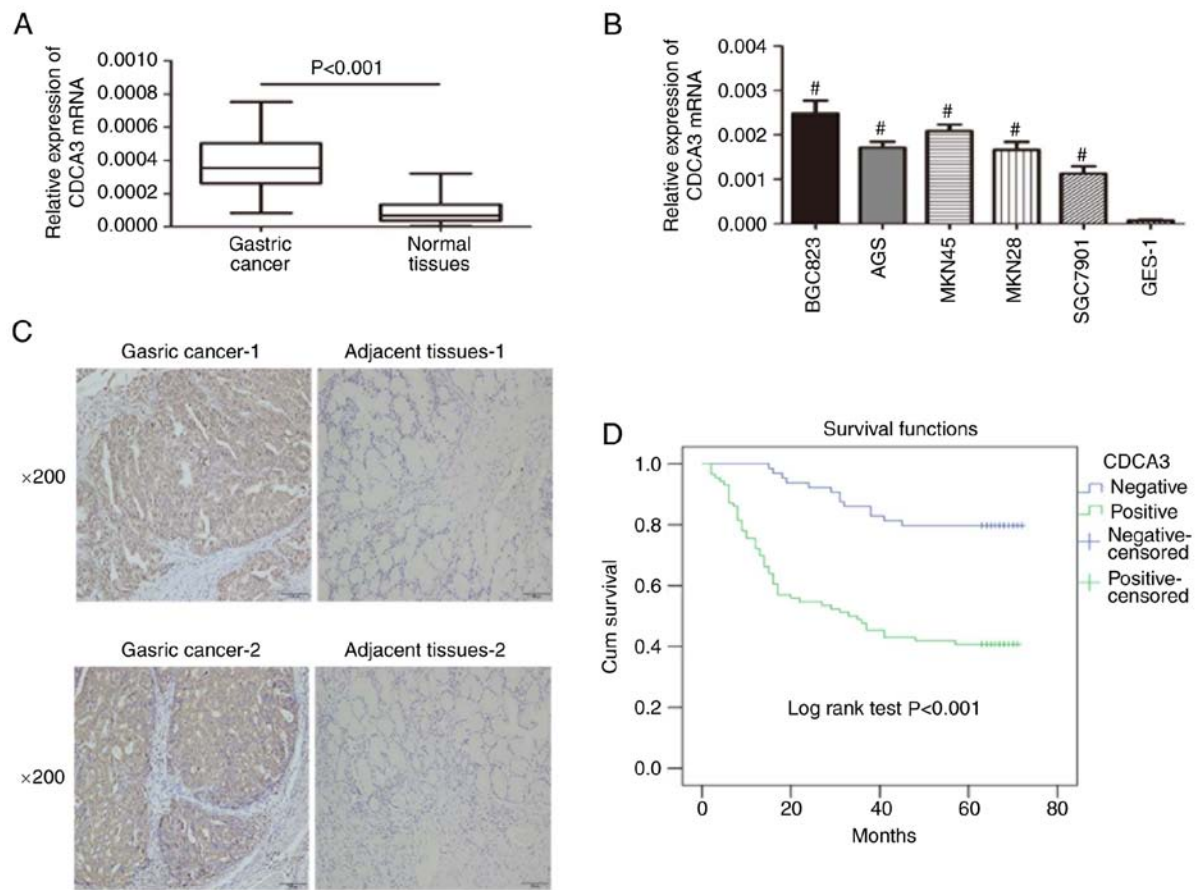 A
Relative expression of
CDCA3 mRNA
0.0010
0.0008
0.0006
0.0004
0.0002
0.0000
P<0.001
Gastric
cancer
Normal
tissues
B
Relative expression of
CDCA3 mRNA
0.004
0.003
0.002
0.001
0.000
#
#
#
#
#
BGC823
AGS
MKN45
MKN28
SGC7901
GES-1
C
Gasric cancer-1
Adjacent tissues-1
×200
Gasric cancer-2
Adjacent tissues-2
×200
D
Survival functions
Cum survival
1.0
0.8
0.6
0.4
0.2
0.0
Log rank test P<0.001
0
20
40
60
80
Months
CDCA3
Negative
Positive
Negative-
censored
Positive-
censored